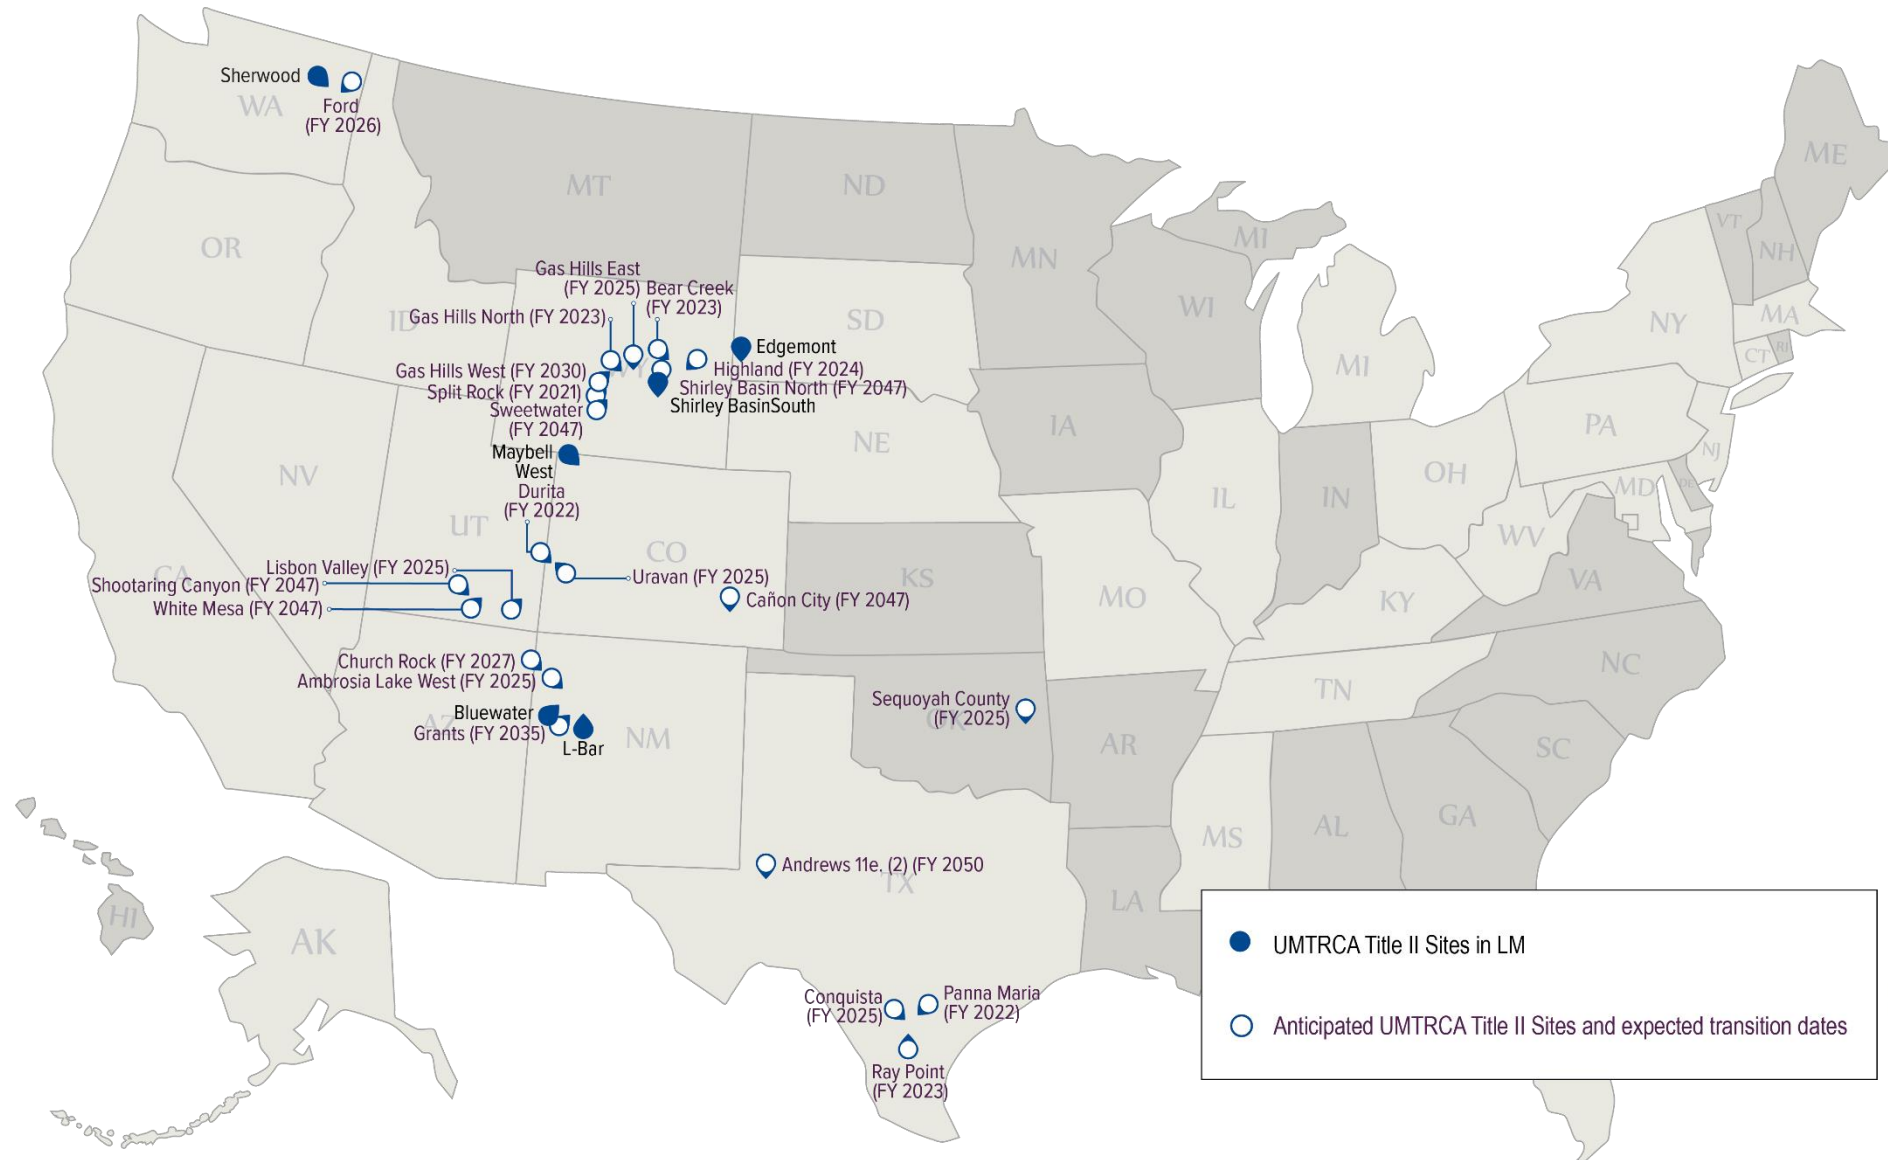 Sherwood
WA
Ford
(FY 2026)
MT
ND
MN
OR
ID
SD
WI
MI
MI
ME
VT
NH
NY
MA
CT
RI
Gas Hills East
(FY 2025)
Bear Creek
(FY 2023)
Gas Hills North (FY 2023)
WY
Edgemont
Gas Hills West (FY 2030)
Highland (FY 2024)
Split Rock (FY 2021)
Shirley Basin North (FY 2047)
Sweetwater
(FY 2047)
Shirley BasinSouth
Maybell
West
NE
IA
PA
NJ
NV
UT
Durita
(FY 2022)
CO
IL
IN
OH
MD
DE
WV
VA
CA
Lisbon Valley (FY 2025)
Shootaring Canyon (FY 2047)
White Mesa (FY 2047)
Uravan (FY 2025)
Cañon City (FY 2047)
KS
MO
KY
Church Rock (FY 2027)
Ambrosia Lake West (FY 2025)
Bluewater
AZ
Grants (FY 2035)
L-Bar
NM
Sequoyah County
(FY 2025)
OK
AR
TN
NC
SC
MS
AL
GA
LA
Andrews 11e. (2) (FY 2050
TX
HI
AK
Conquista
(FY 2025)
Panna Maria
(FY 2022)
Ray Point
(FY 2023)
UMTRCA Title II Sites in LM
Anticipated UMTRCA Title II Sites and expected transition dates